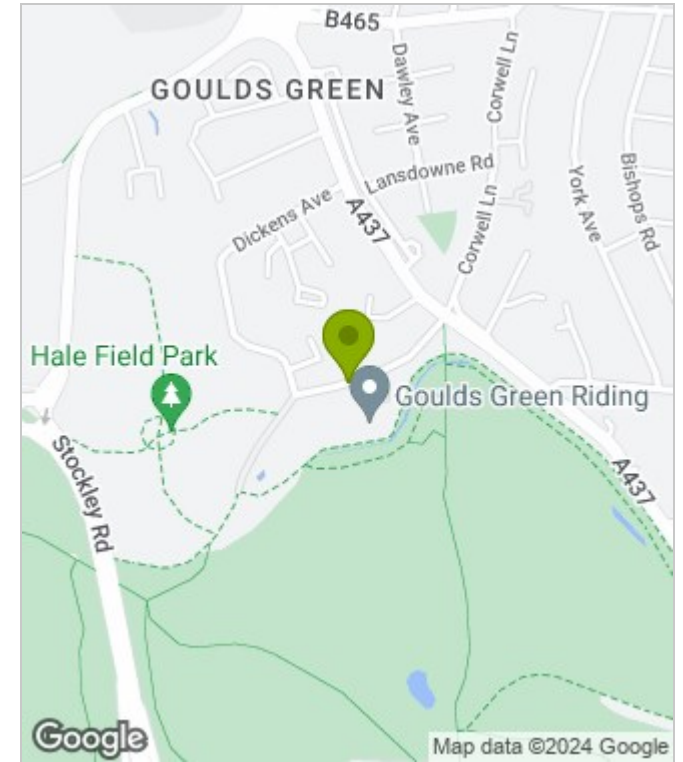 B465
GOULDS GREEN
Dawley Ave
Corwell Ln
Lansdowne Rd
Dickens Ave
A437
York Ave
Bishops Rd
Corwell Ln
Hale Field Park
Goulds Green Riding
Stockley Rd
A437
Google
Map data ©2024 Google